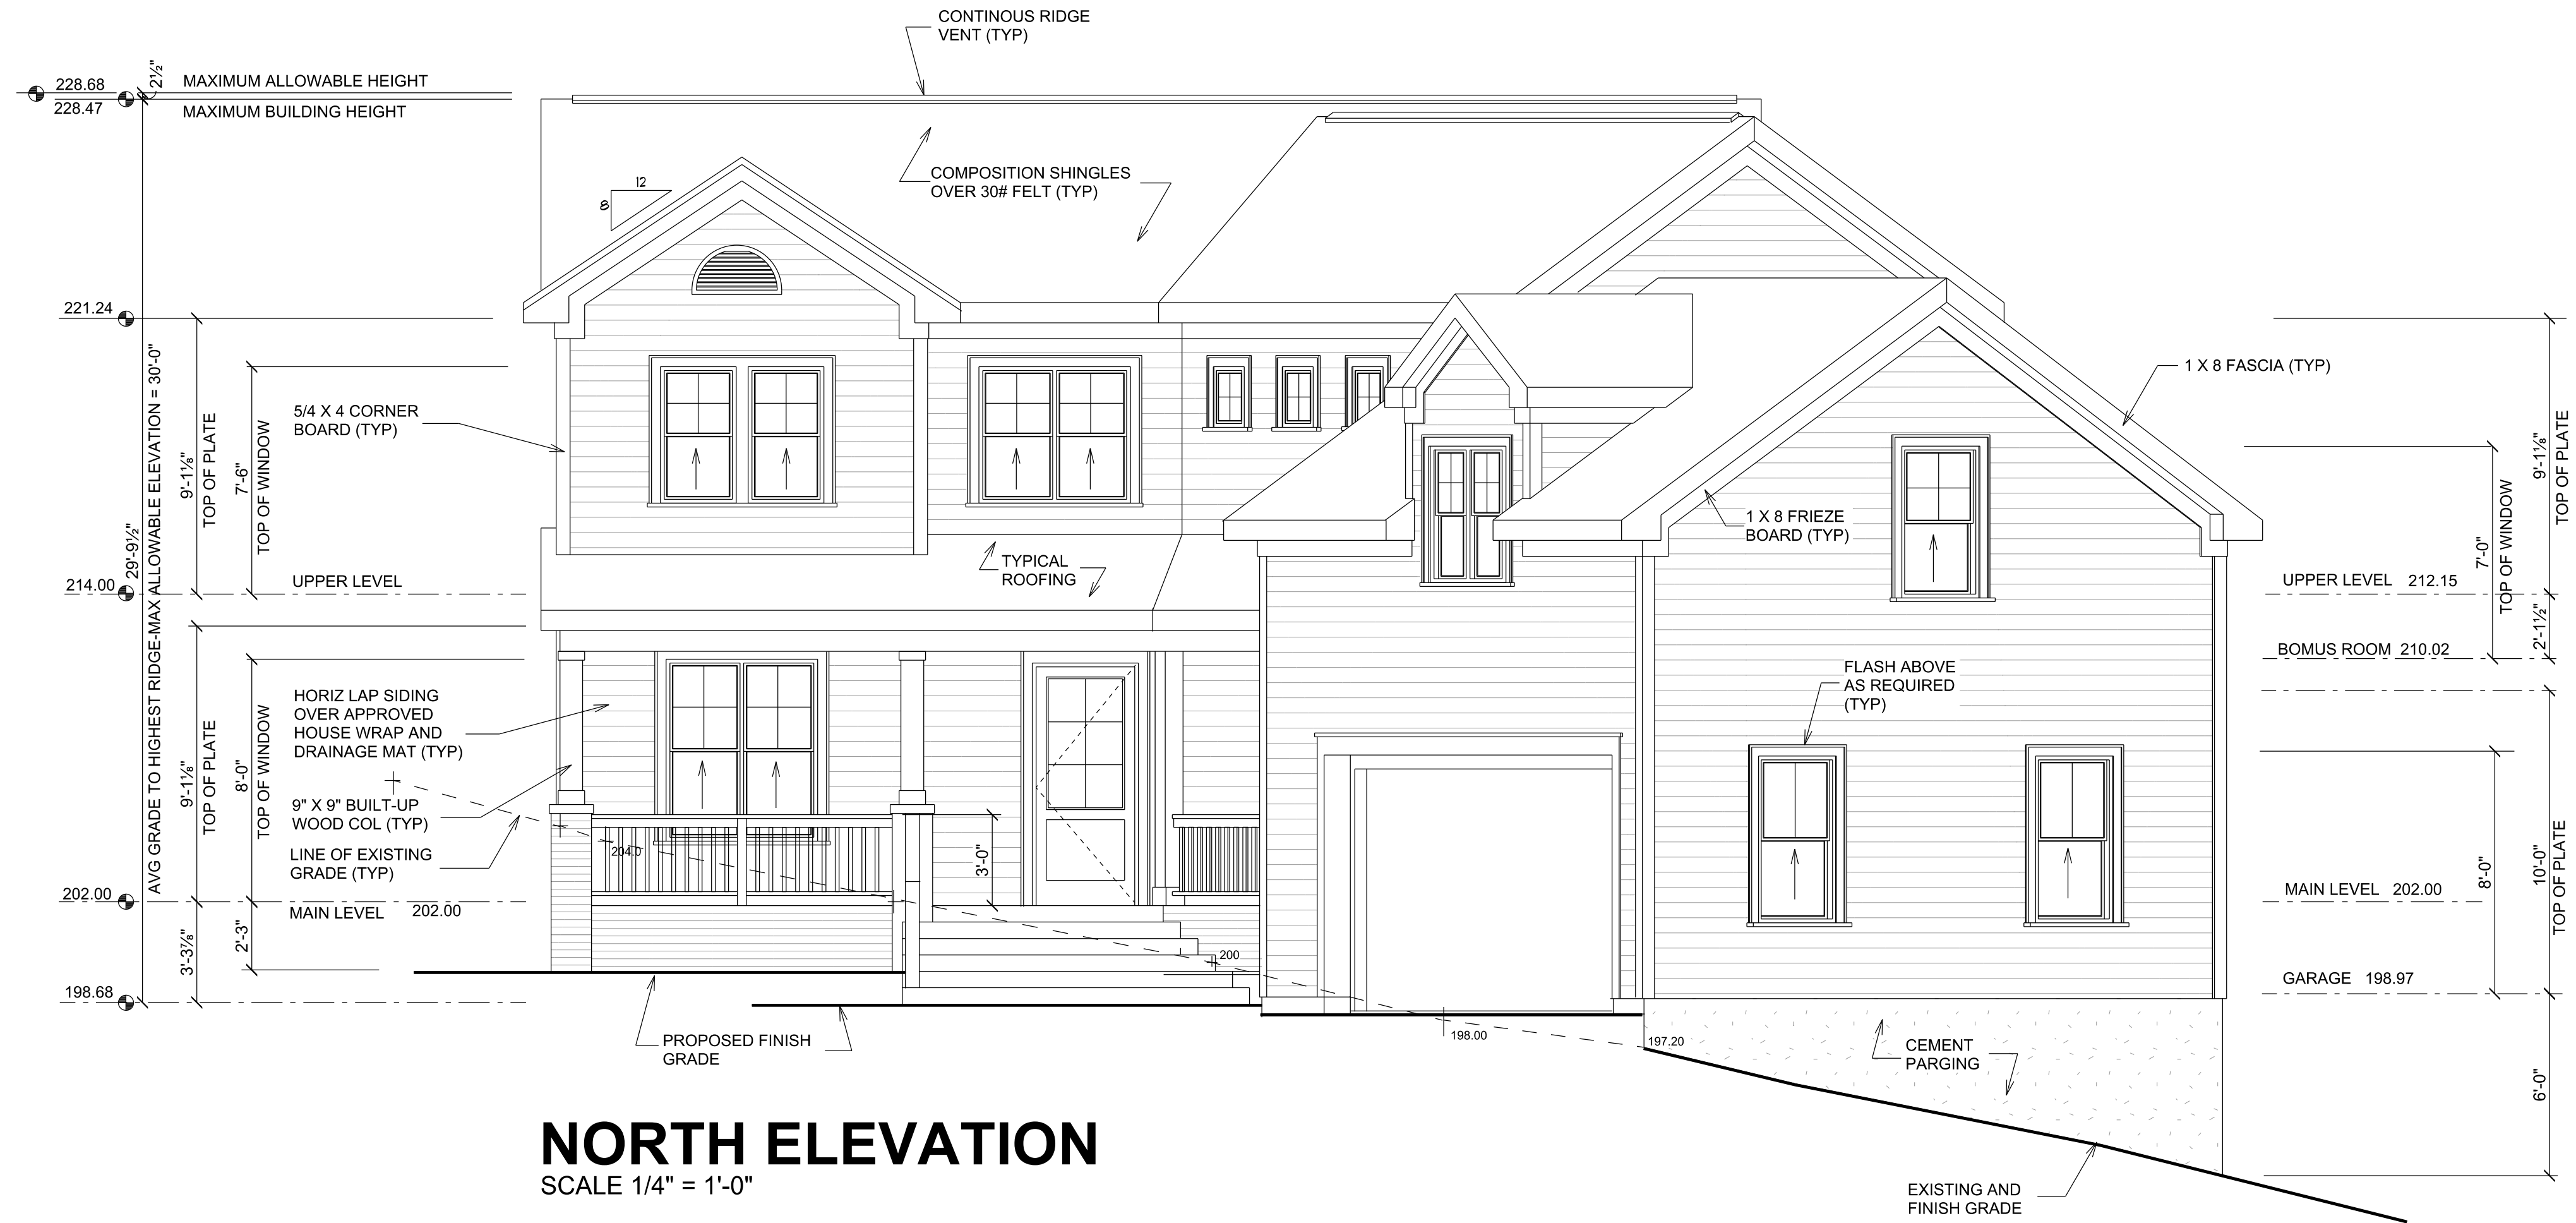 CONTINOUS RIDGE
VENT (TYP)
2½"
228.68
MAXIMUM ALLOWABLE HEIGHT
228.47
MAXIMUM BUILDING HEIGHT
COMPOSITION SHINGLES
OVER 30# FELT (TYP)
12
8
221.24
1 X 8 FASCIA (TYP)
5/4 X 4 CORNER
BOARD (TYP)
9'-1⅛"
TOP OF PLATE
7'-6"
TOP OF WINDOW
29'-9½"
AVG GRADE TO HIGHEST RIDGE-MAX ALLOWABLE ELEVATION = 30'-0"
9'-1⅛"
TOP OF PLATE
7'-0"
TOP OF WINDOW
1 X 8 FRIEZE
BOARD (TYP)
TYPICAL
ROOFING
214.00
UPPER LEVEL
UPPER LEVEL 212.15
2'-1½"
BOMUS ROOM 210.02
FLASH ABOVE
AS REQUIRED
(TYP)
HORIZ LAP SIDING
OVER APPROVED
HOUSE WRAP AND
DRAINAGE MAT (TYP)
9'-1⅛"
TOP OF PLATE
8'-0"
TOP OF WINDOW
9" X 9" BUILT-UP
WOOD COL (TYP)
LINE OF EXISTING
GRADE (TYP)
204.0
3'-0"
8'-0"
10'-0"
TOP OF PLATE
202.00
MAIN LEVEL 202.00
MAIN LEVEL 202.00
3'-3⅞"
2'-3"
200
GARAGE 198.97
198.68
198.00
197.20
PROPOSED FINISH
GRADE
CEMENT
PARGING
6'-0"
NORTH ELEVATION
SCALE 1/4" = 1'-0"
EXISTING AND
FINISH GRADE